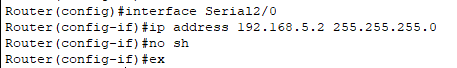 Router(config)#interface Serial2/0
Router(config-if)#ip address 192.168.5.2 255.255.255.0
Router(config-if)#no sh
Router(config-if)#ex